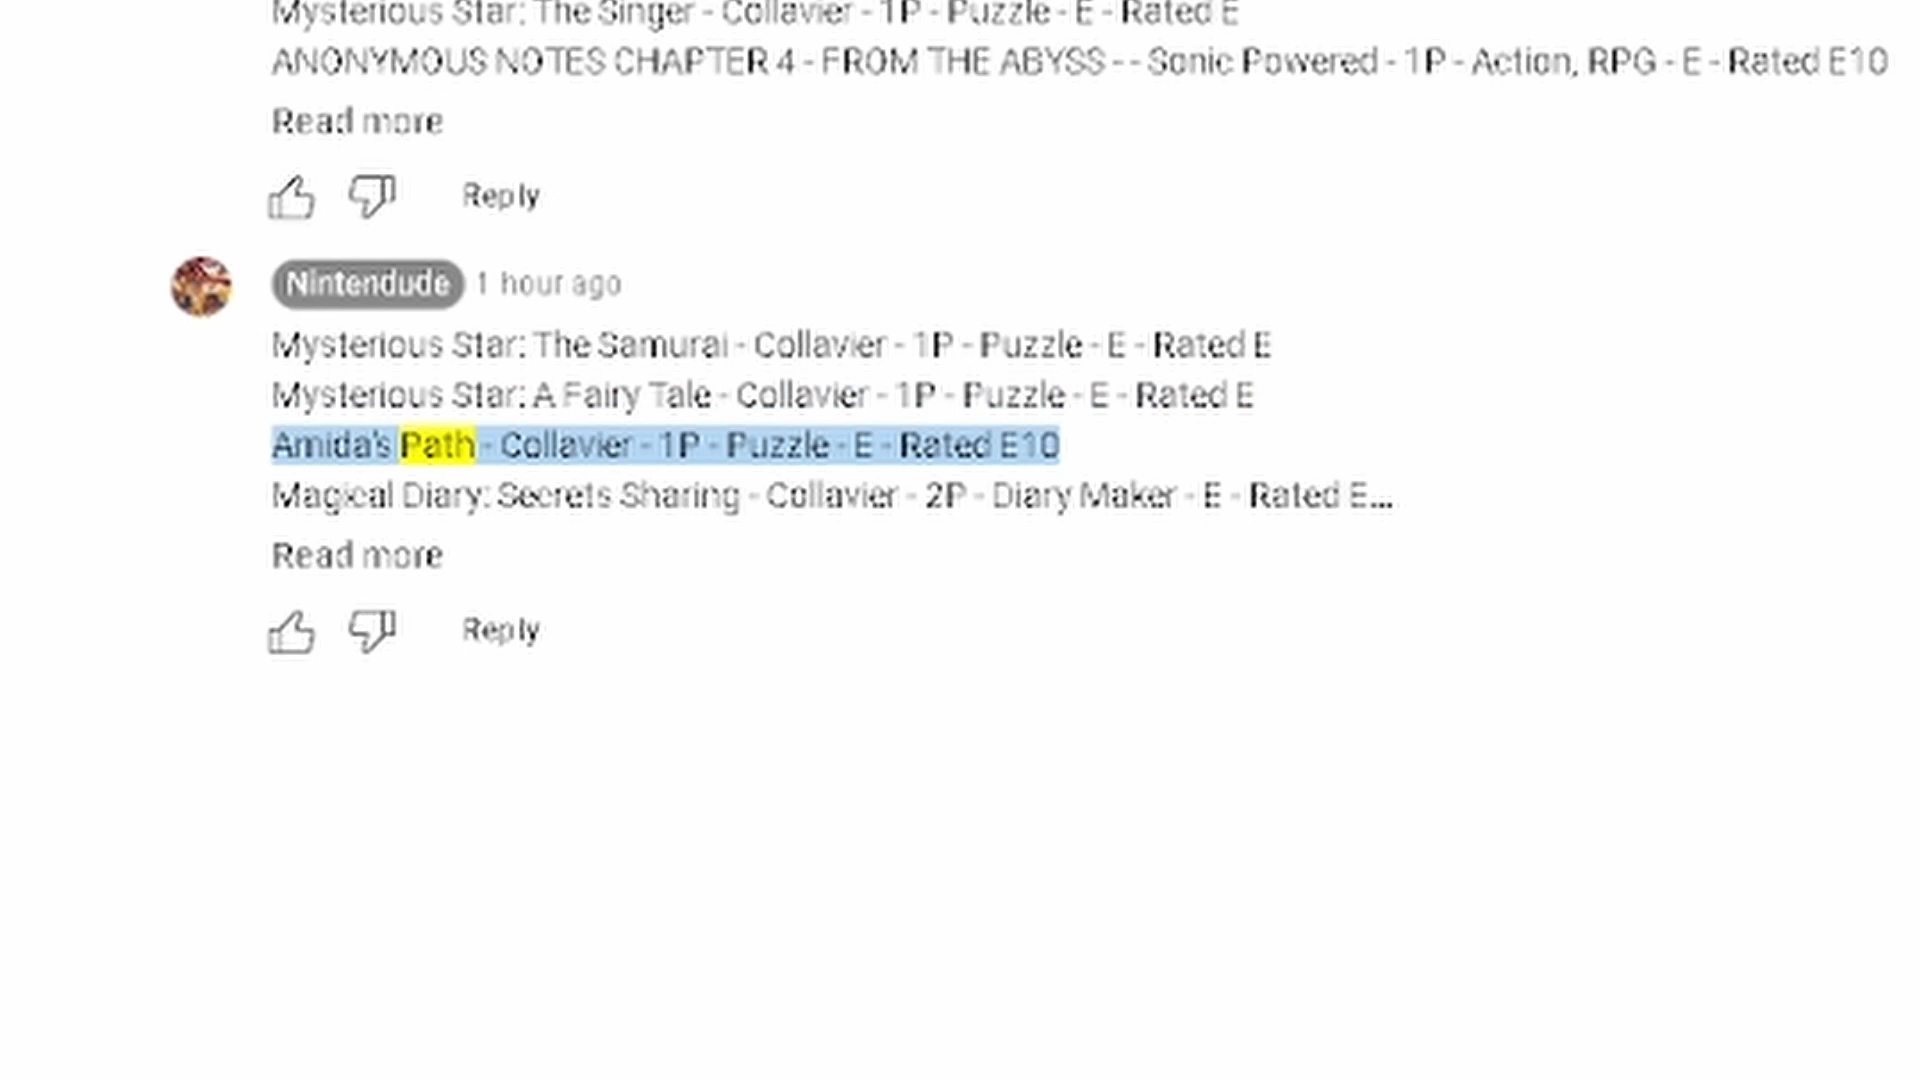 Mysterious Star: The Singer - Collavier - 1P - Puzzle - E - Rated E
ANONYMOUS NOTES CHAPTER 4 - FROM THE ABYSS - - Sonic Powered - 1P - Action, RPG - E - Rated E10
Read more
Reply
Nintendude 1 hour ago
Mysterious Star: The Samurai - Collavier - 1P - Puzzle - E - Rated E
Mysterious Star: A Fairy Tale - Collavier - 1P - Puzzle - E - Rated E
Amida's Path - Collavier - 1P - Puzzle - E - Rated E10
Magical Diary: Secrets Sharing - Collavier - 2P - Diary Maker - E - Rated E...
Read more
Reply